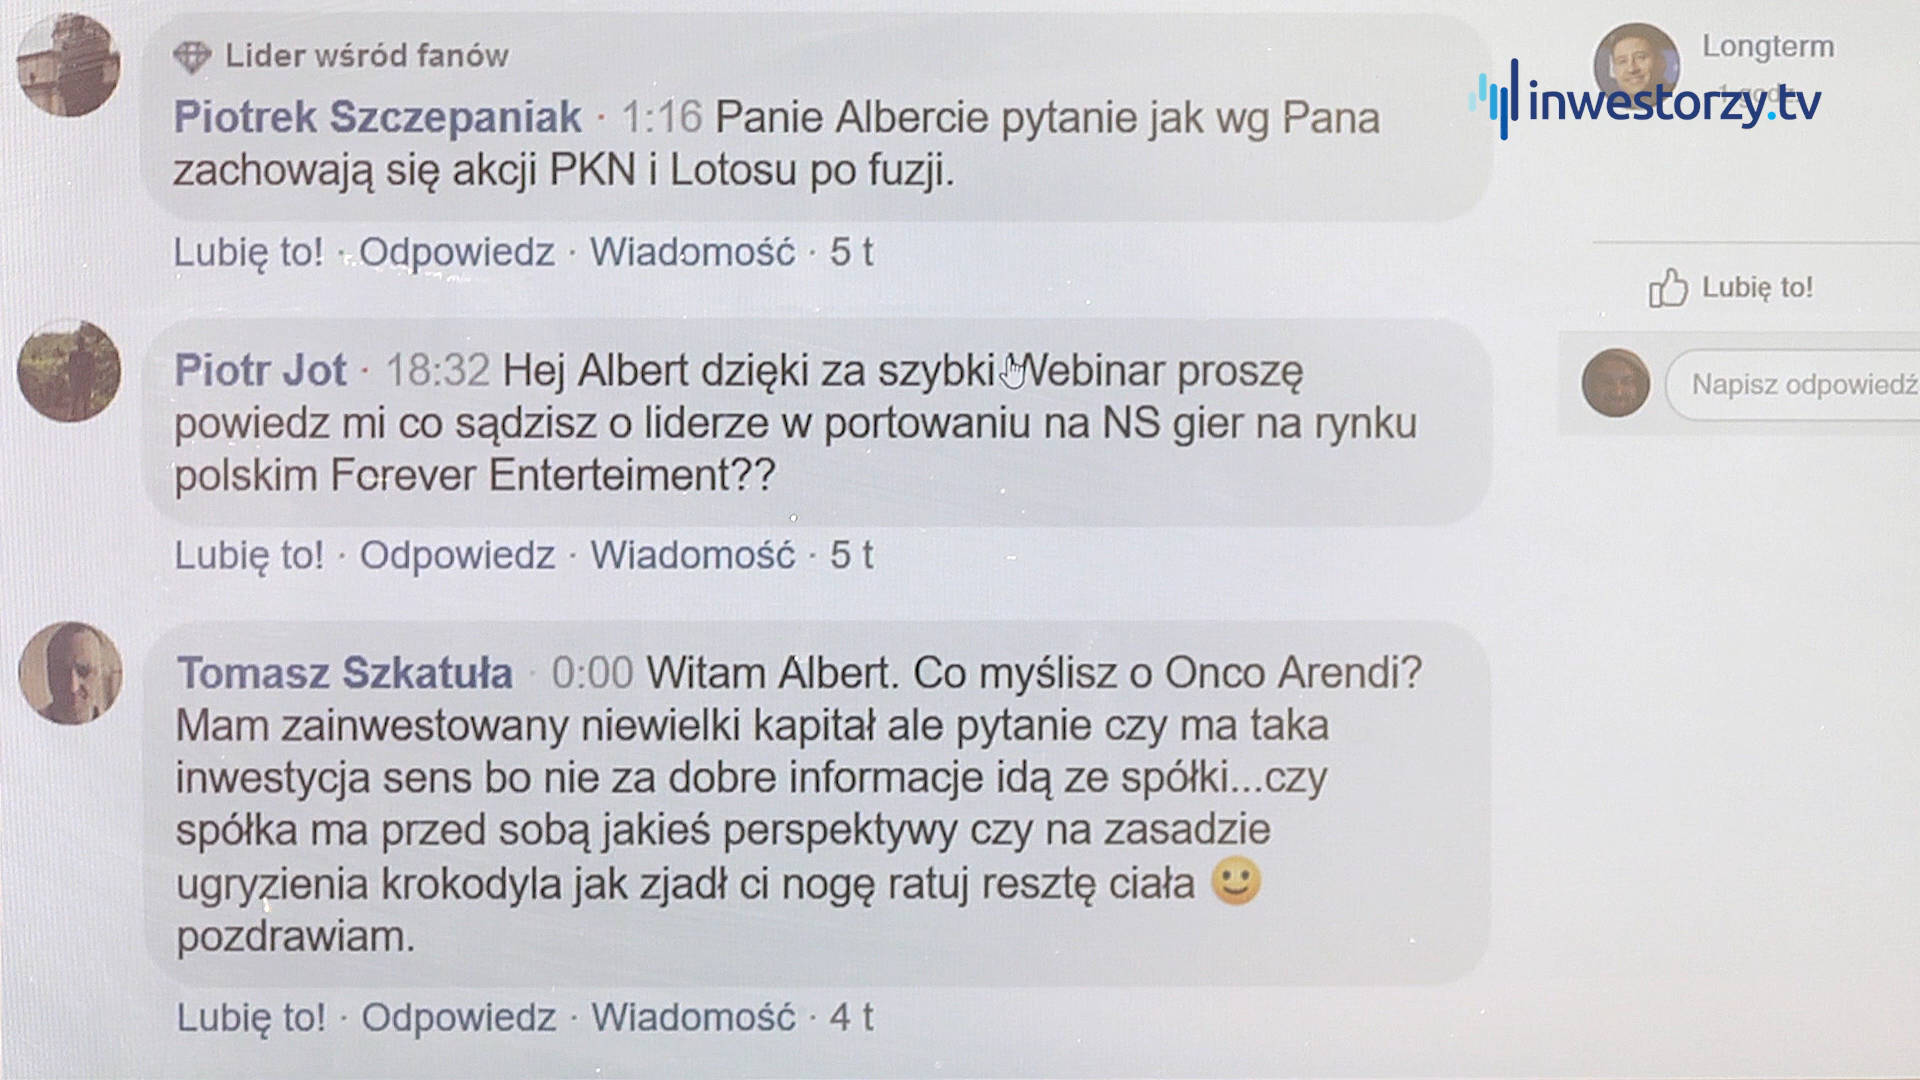 Lider wśród fanów
Piotrek Szczepaniak · 1:16 Panie Albercie pytanie jak wg Pana
zachowają się akcji PKN i Lotosu po fuzji.
Lubię to! · Odpowiedz · Wiadomość · 5 t
Piotr Jot · 18:32 Hej Albert dzięki za szybki Webinar proszę
powiedz mi co sądzisz o liderze w portowaniu na NS gier na rynku
polskim Forever Enterteiment??
Lubię to! · Odpowiedz · Wiadomość · 5 t
Tomasz Szkatuła · 0:00 Witam Albert. Co myślisz o Onco Arendi?
Mam zainwestowany niewielki kapitał ale pytanie czy ma taka
inwestycja sens bo nie za dobre informacje idą ze spółki...czy
spółka ma przed sobą jakieś perspektywy czy na zasadzie
ugryzienia krokodyla jak zjadł ci nogę ratuj resztę ciała 🙂
pozdrawiam.
Lubię to! · Odpowiedz · Wiadomość · 4 t
Longterm
inwestorzy.tv
Lubię to!
Napisz odpowiedź